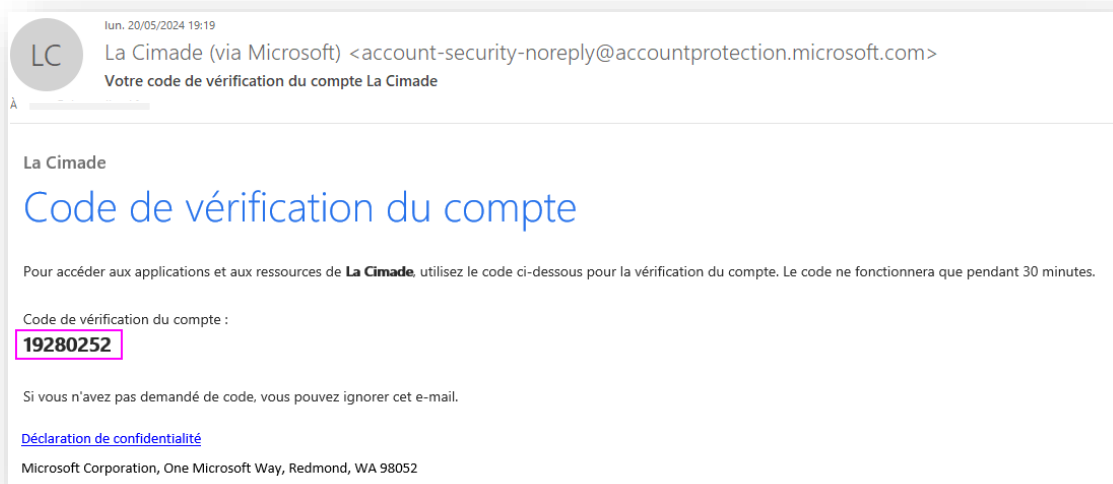 lun. 20/05/2024 19:19
LC
La Cimade (via Microsoft) <account-security-noreply@accountprotection.microsoft.com>
Votre code de vérification du compte La Cimade
À
La Cimade
Code de vérification du compte
Pour accéder aux applications et aux ressources de La Cimade, utilisez le code ci-dessous pour la vérification du compte. Le code ne fonctionnera que pendant 30 minutes.
Code de vérification du compte :
19280252
Si vous n'avez pas demandé de code, vous pouvez ignorer cet e-mail.
Déclaration de confidentialité
Microsoft Corporation, One Microsoft Way, Redmond, WA 98052